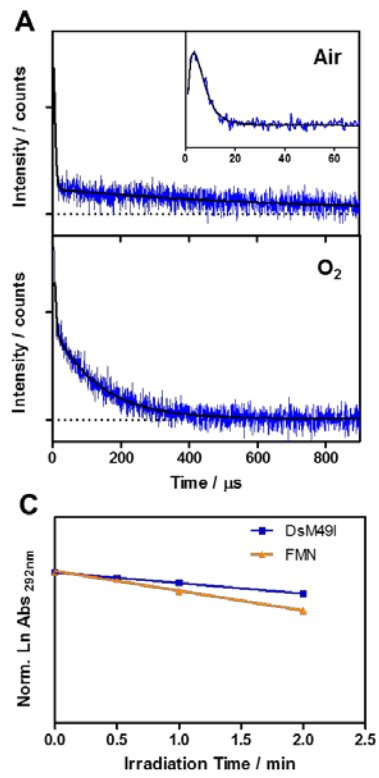 A
Air
Intensity / counts
0 20 40 60
O2
Intensity / counts
0 200 400 600 800
Time / µs
C
DsM49I
FMN
Norm. Ln Abs 292nm
0.0 0.5 1.0 1.5 2.0 2.5
Irradiation Time / min